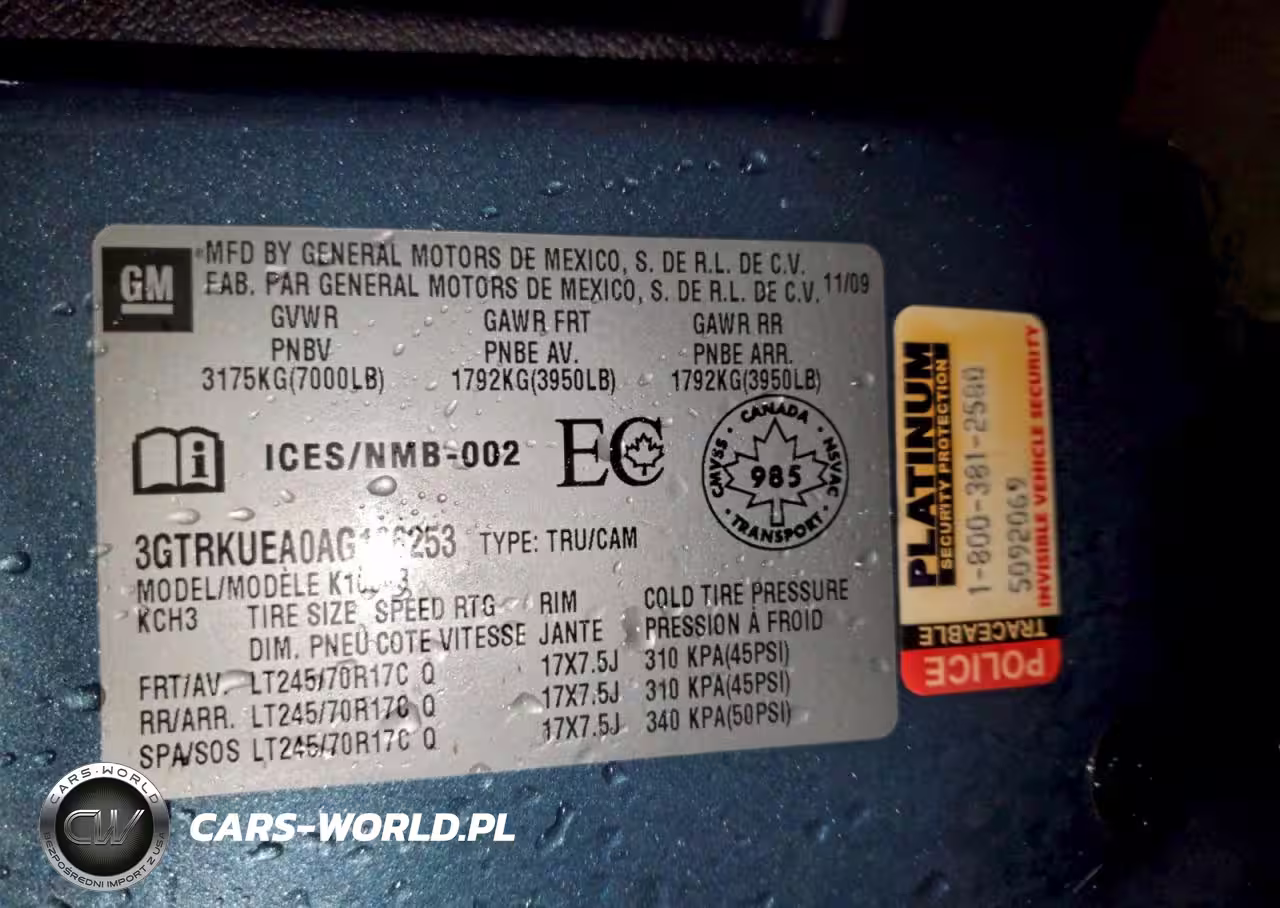 GM
MFD BY GENERAL MOTORS DE MEXICO, S. DE R.L. DE C.V.
FAB. PAR GENERAL MOTORS DE MEXICO, S. DE R.L. DE C.V. 11/09
GVWR GAWR FRT GAWR RR
PNBV PNBE AV. PNBE ARR.
3175KG(7000LB) 1792KG(3950LB) 1792KG(3950LB)
ICES/NMB-002 EC
CANADA
CMVSS 985 NSVAC
TRANSPORT
TYPE: TRU/CAM
MODEL/MODÈLE
KCH3 TIRE SIZE SPEED RTG RIM COLD TIRE PRESSURE
DIM. PNEU COTE VITESSE JANTE PRESSION À FROID
FRT/AV. LT245/70R17C Q 17X7.5J 310 KPA(45PSI)
RR/ARR. LT245/70R17C Q 17X7.5J 310 KPA(45PSI)
SPA/SOS LT245/70R17C Q 17X7.5J 340 KPA(50PSI)
PLATINUM
SECURITY PROTECTION
1-800-381-2580
5092069
INVISIBLE VEHICLE SECURITY
TRACEABLE
POLICE
CARS-WORLD
CW
BEZPOŚREDNI IMPORT Z USA
CARS-WORLD.PL